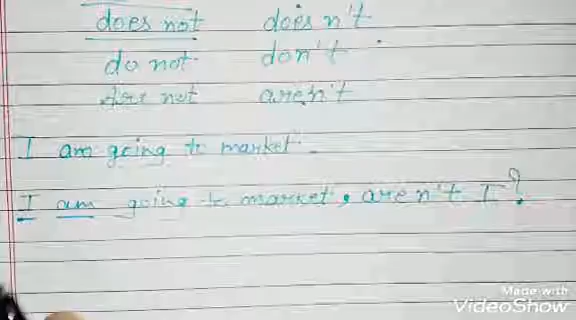 does not does n't
do not don't
Are not aren't
I am going to market.
I am going to market, aren't I?
Made with
VideoShow